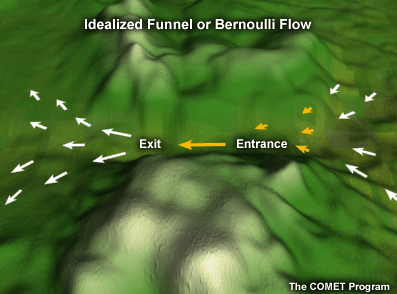 Idealized Funnel or Bernoulli Flow
Exit
Entrance
The COMET Program